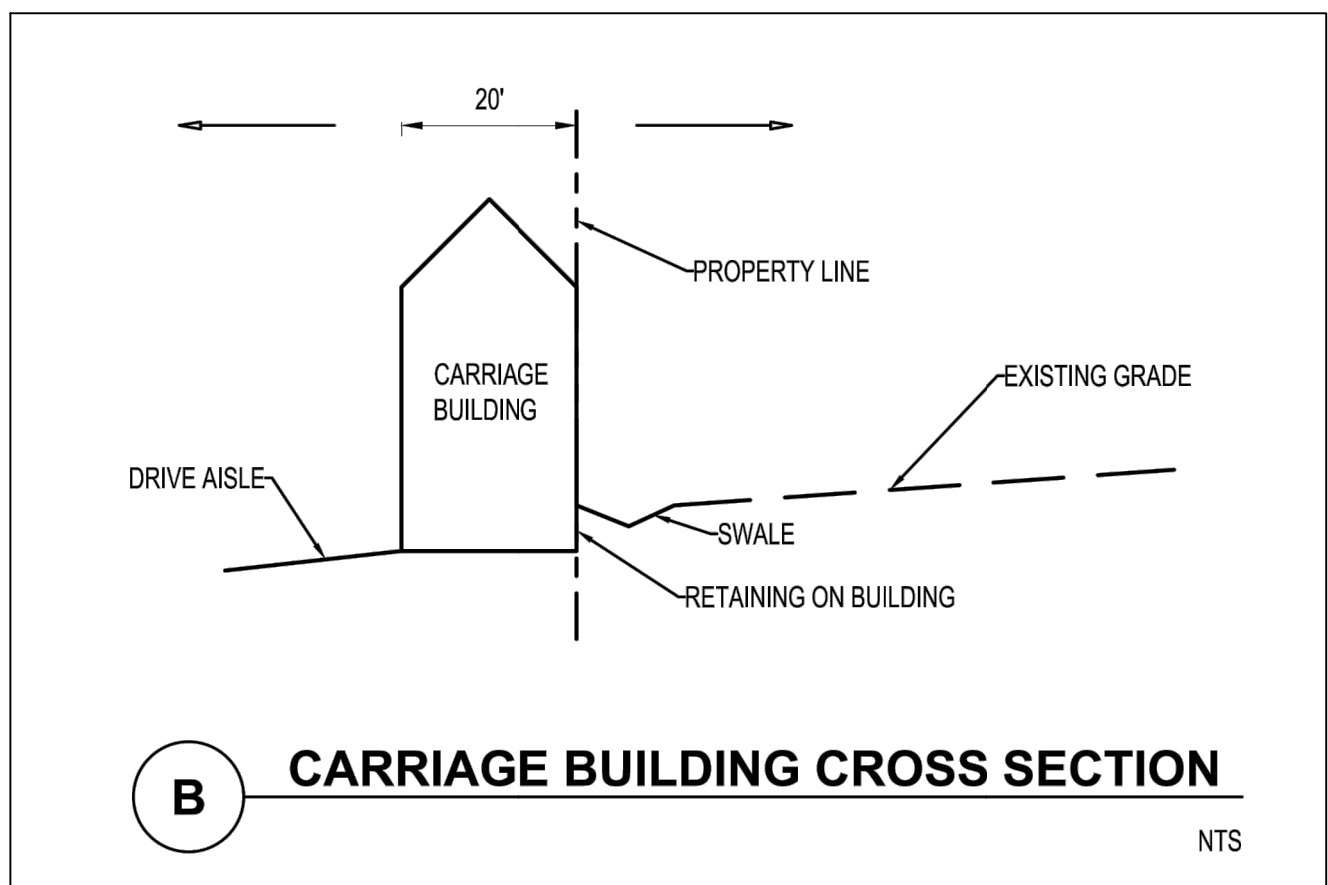 20'
PROPERTY LINE
CARRIAGE
BUILDING
EXISTING GRADE
DRIVE AISLE
SWALE
RETAINING ON BUILDING
B
CARRIAGE BUILDING CROSS SECTION
NTS